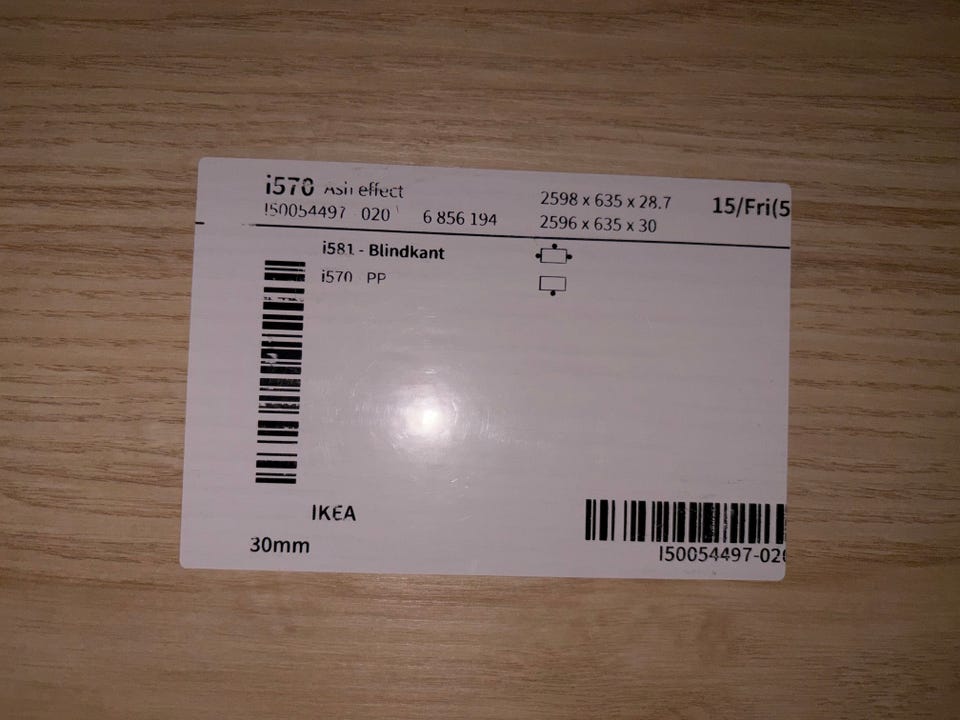 i570 Ash effect
I50054497 020 6 856 194
2598 x 635 x 28.7
2596 x 635 x 30
15/Fri(5
i581 - Blindkant
i570 PP
IKEA
30mm
I50054497-020